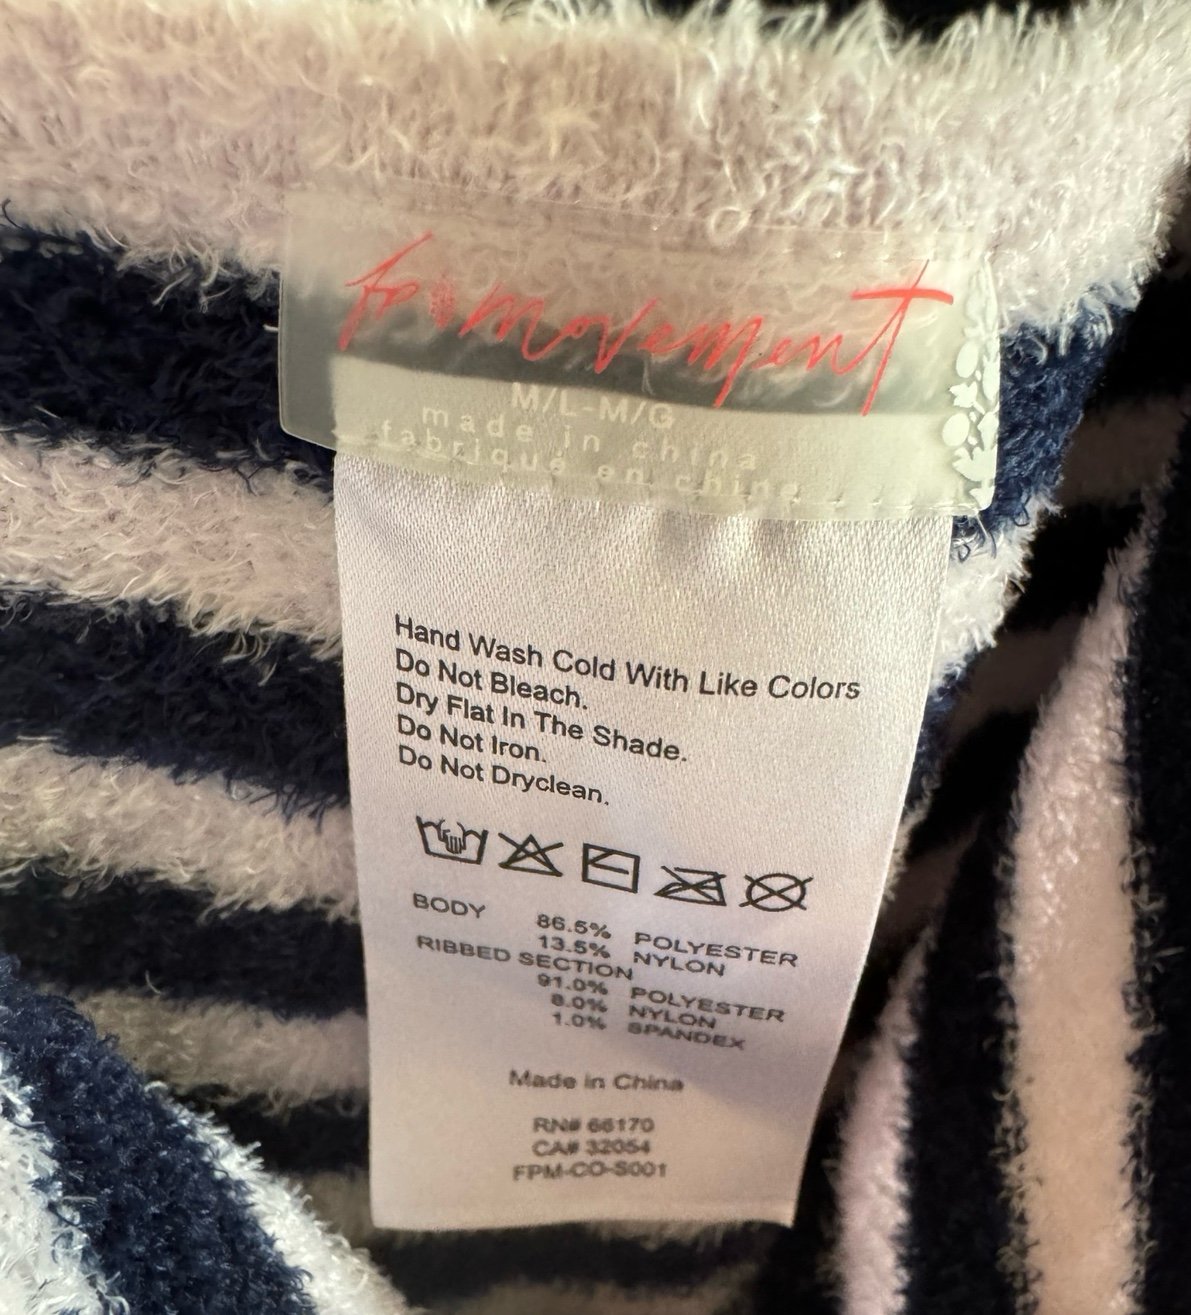 fp movement
M/L-M/G
made in china
fabriqué en chine
Hand Wash Cold With Like Colors
Do Not Bleach.
Dry Flat In The Shade.
Do Not Iron.
Do Not Dryclean.
BODY 86.5% POLYESTER
13.5% NYLON
RIBBED SECTION
91.0% POLYESTER
8.0% NYLON
1.0% SPANDEX
Made in China
RN# 66170
CA# 32054
FPM-CO-S001